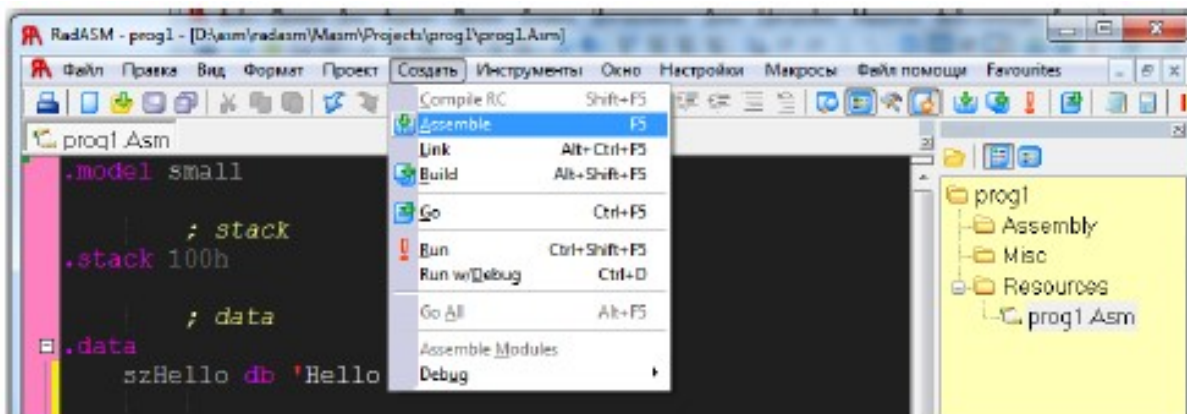 RadASM - prog1 - [D:\asm\radasm\Masm\Projects\prog1\prog1.Asm]
Файл Правка Вид Формат Проект Создать Инструменты Окно Настройки Макросы Файл помощи Favourites
prog1.Asm
.model small
; stack
.stack 100h
; data
.data
szHello db 'Hello
Compile RC Shift+F5
Assemble F5
Link Alt+Ctrl+F5
Build Alt+Shift+F5
Go Ctrl+F5
Run Ctrl+Shift+F5
Run w/Debug Ctrl+D
Go All Alt+F5
Assemble Modules
Debug
prog1
Assembly
Misc
Resources
prog1.Asm